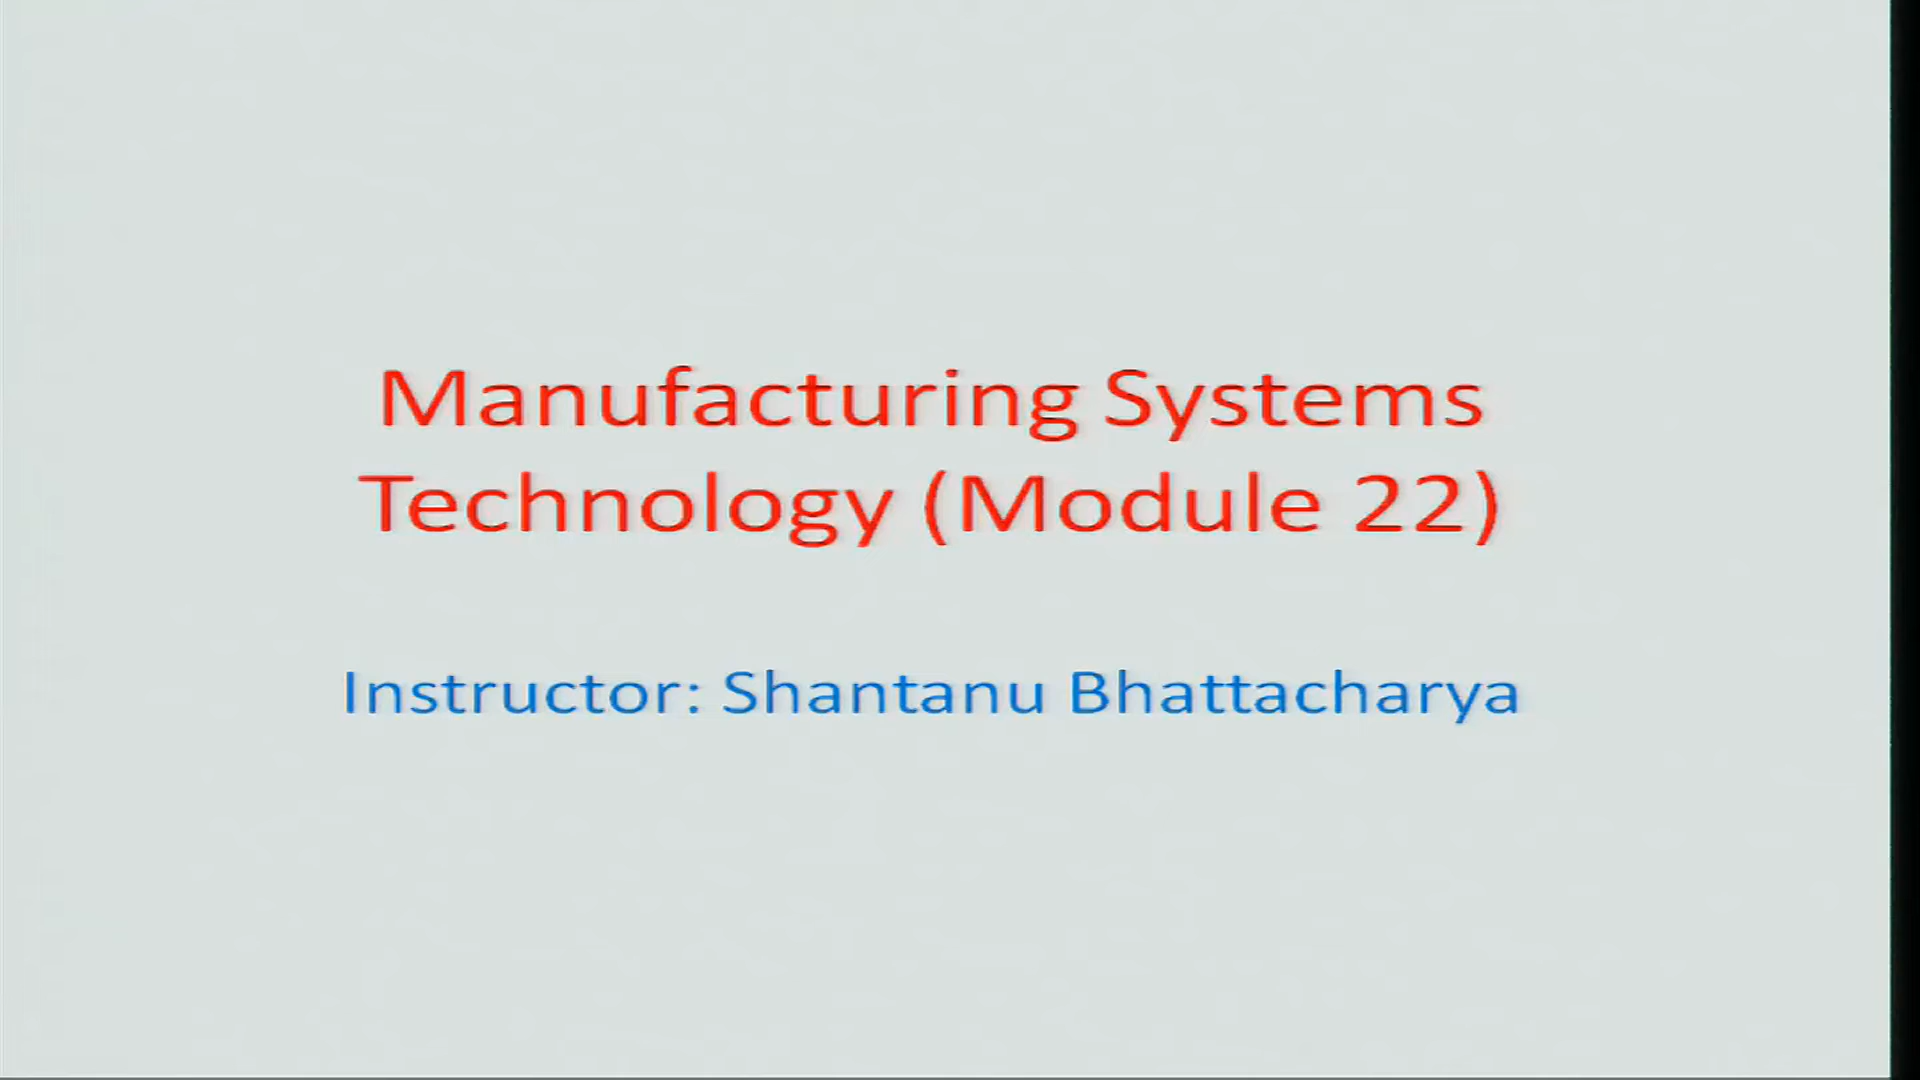 Manufacturing Systems
Technology (Module 22)
Instructor: Shantanu Bhattacharya